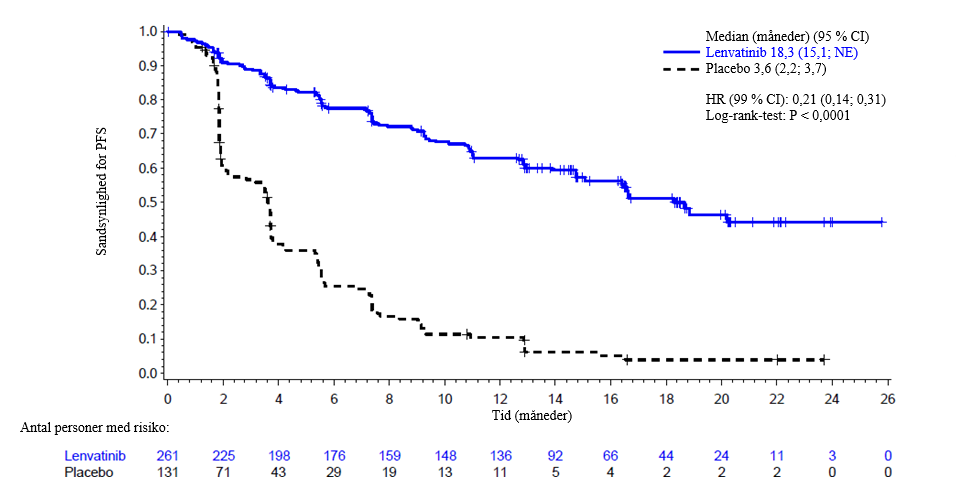 Median (måneder) (95 % CI)
Lenvatinib 18,3 (15,1; NE)
Placebo 3,6 (2,2; 3,7)
HR (99 % CI): 0,21 (0,14; 0,31)
Log-rank-test: P < 0,0001
Sandsynlighed for PFS
1.0
0.9
0.8
0.7
0.6
0.5
0.4
0.3
0.2
0.1
0.0
0 2 4 6 8 10 12 14 16 18 20 22 24 26
Tid (måneder)
Antal personer med risiko:
Lenvatinib 261 225 198 176 159 148 136 92 66 44 24 11 3 0
Placebo 131 71 43 29 19 13 11 5 4 2 2 2 0 0